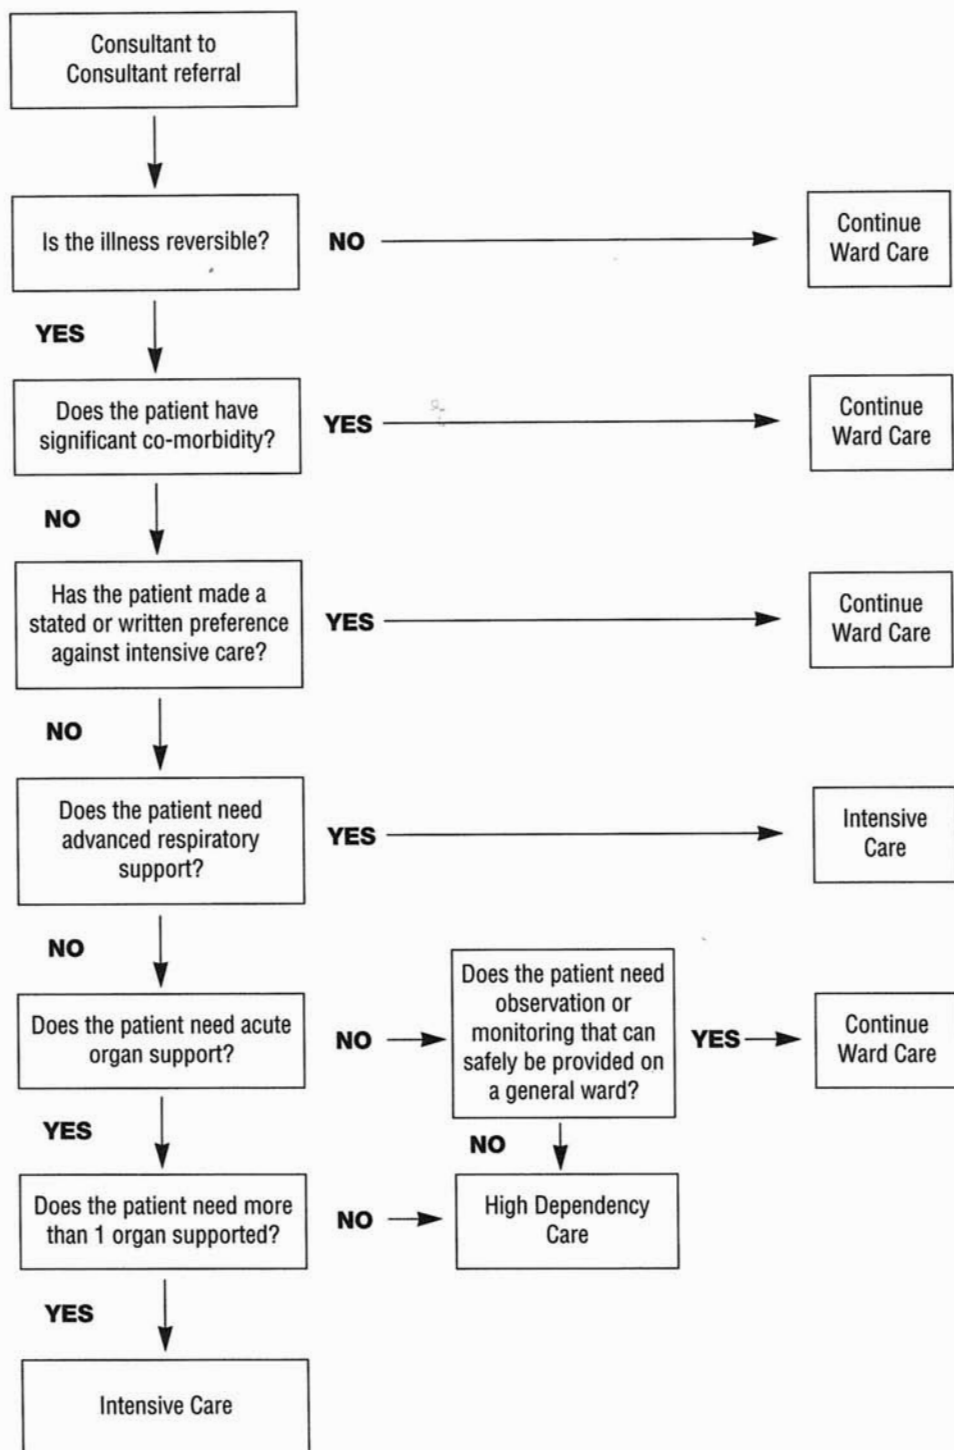 Consultant to
Consultant referral
Is the illness reversible?
NO
Continue
Ward Care
YES
Does the patient have
significant co-morbidity?
YES
Continue
Ward Care
NO
Has the patient made a
stated or written preference
against intensive care?
YES
Continue
Ward Care
NO
Does the patient need
advanced respiratory
support?
YES
Intensive
Care
NO
Does the patient need acute
organ support?
NO
Does the patient need
observation or
monitoring that can
safely be provided on
a general ward?
YES
Continue
Ward Care
YES
NO
Does the patient need more
than 1 organ supported?
NO
High Dependency
Care
YES
Intensive Care